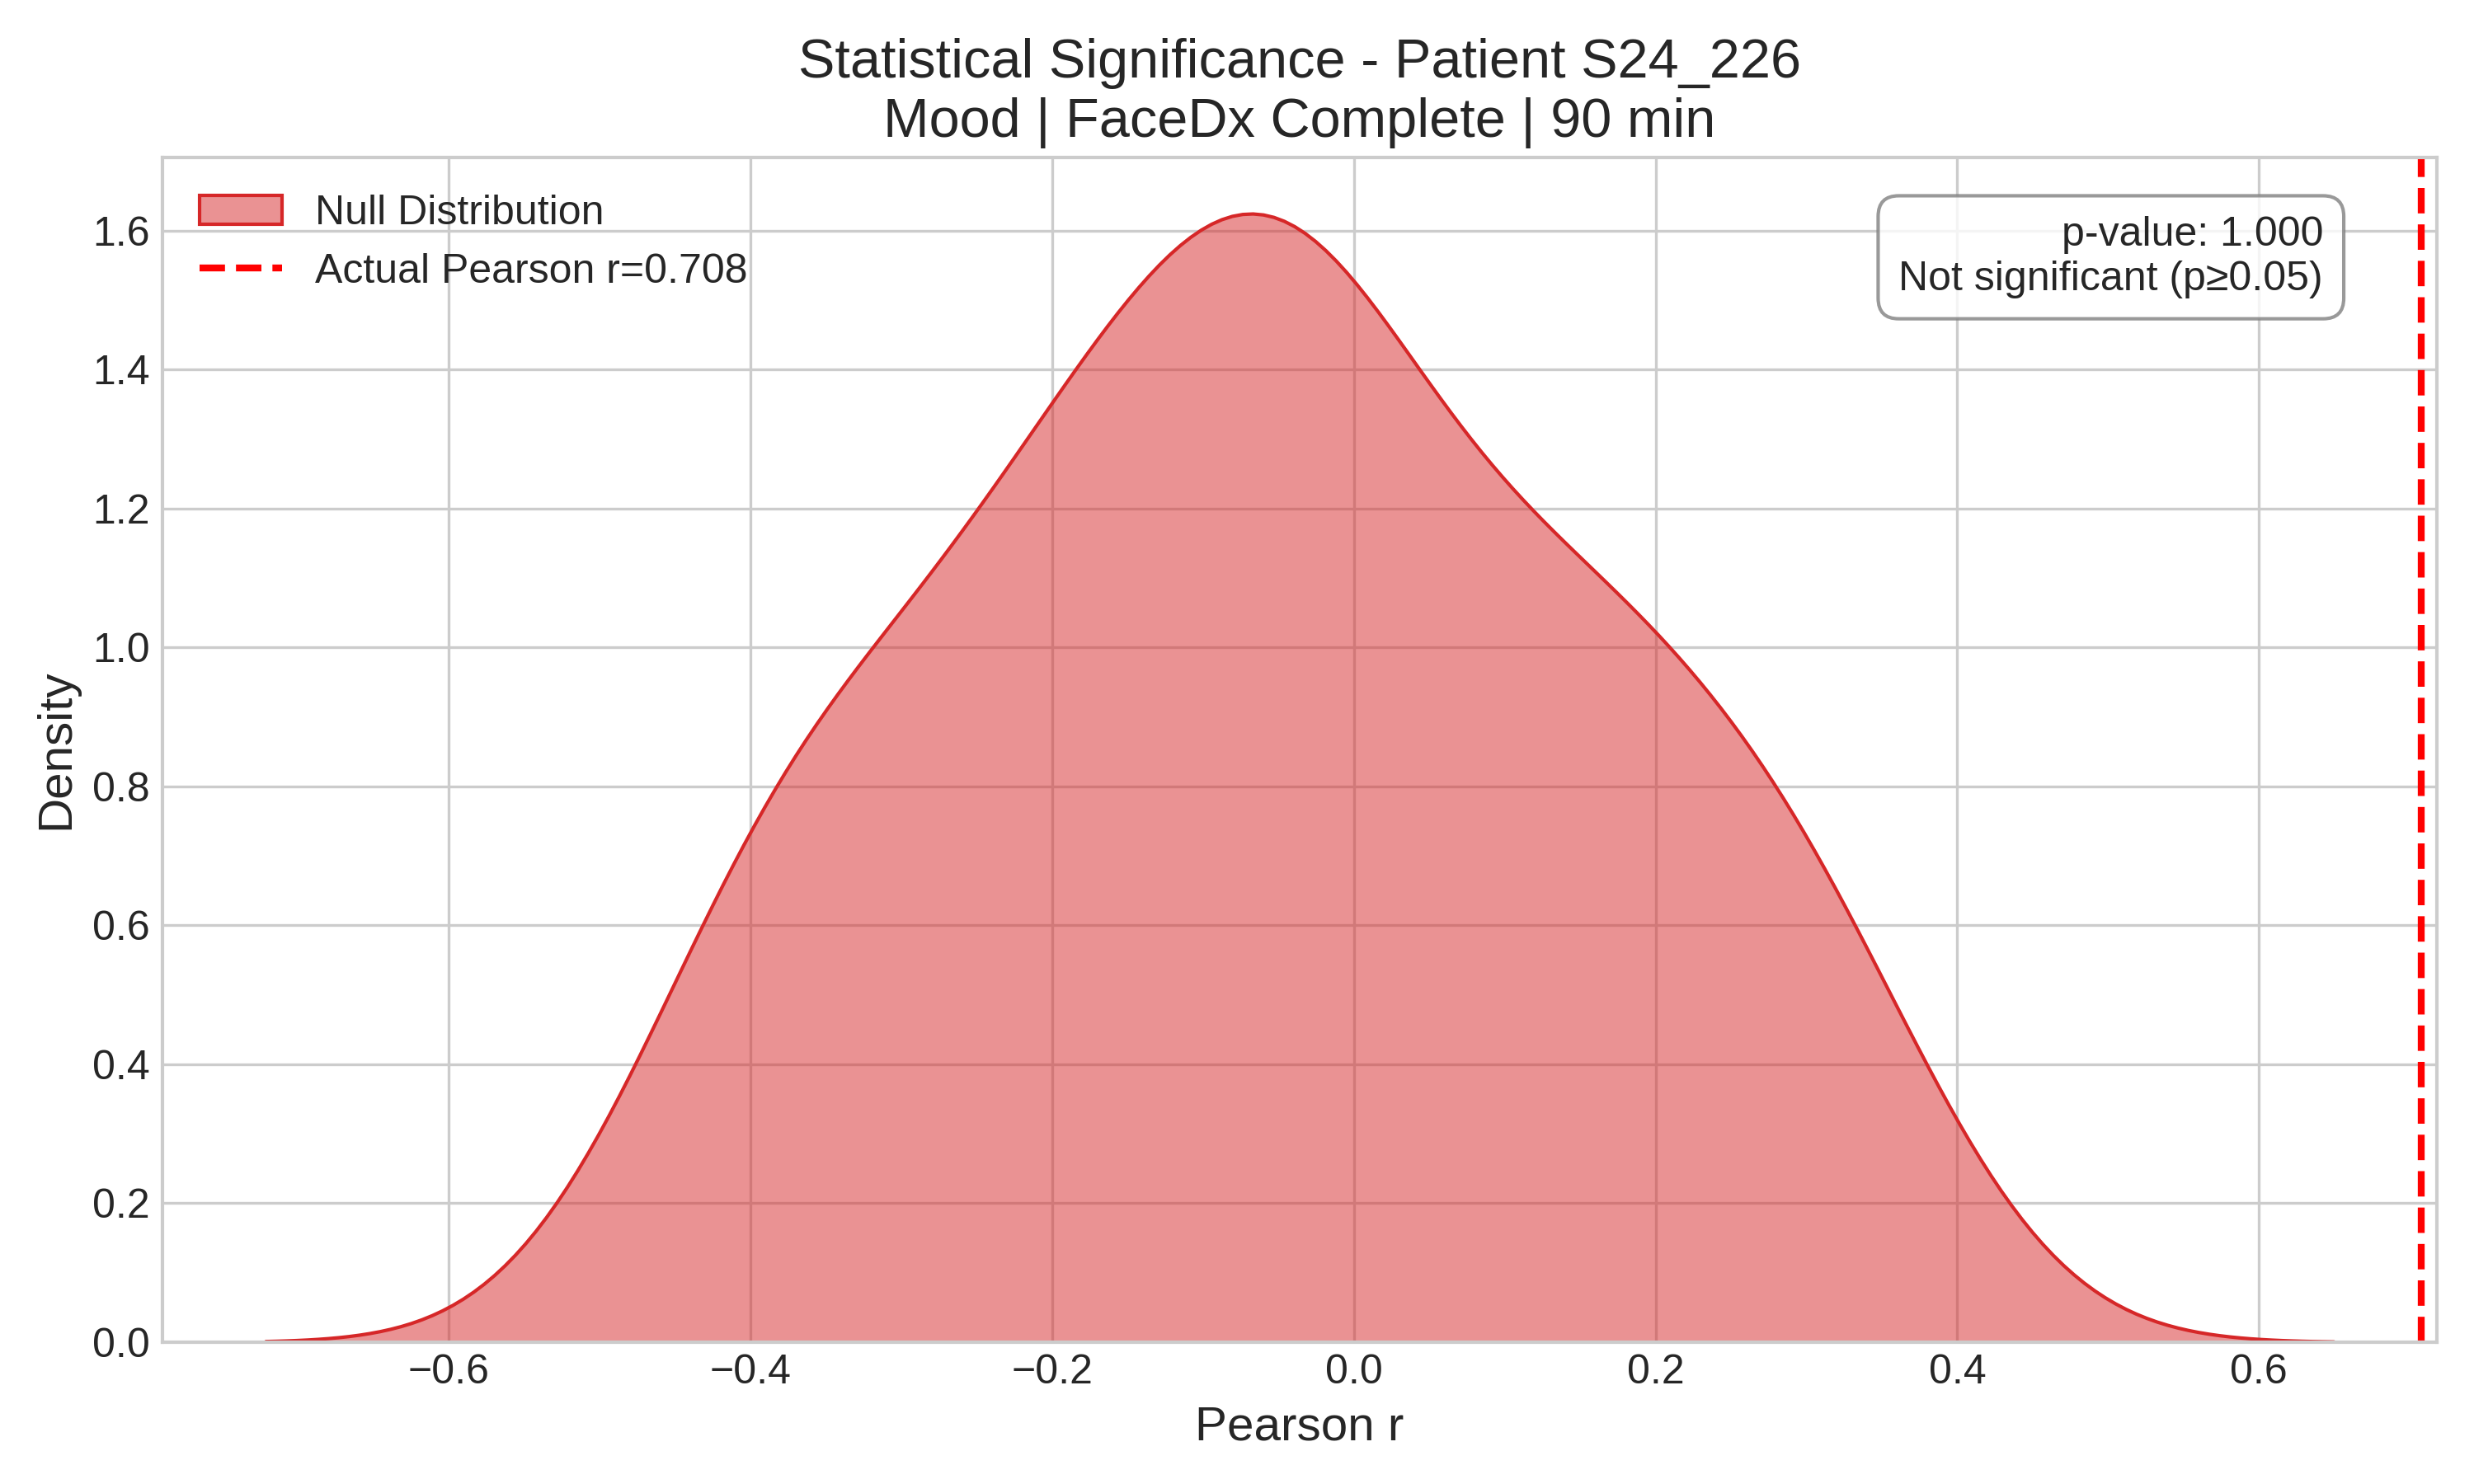 Statistical Significance - Patient S24_226
Mood | FaceDx Complete | 90 min
Null Distribution
Actual Pearson r=0.708
p-value: 1.000
Not significant (p≥0.05)
Density
1.6
1.4
1.2
1.0
0.8
0.6
0.4
0.2
0.0
−0.6
−0.4
−0.2
0.0
0.2
0.4
0.6
Pearson r